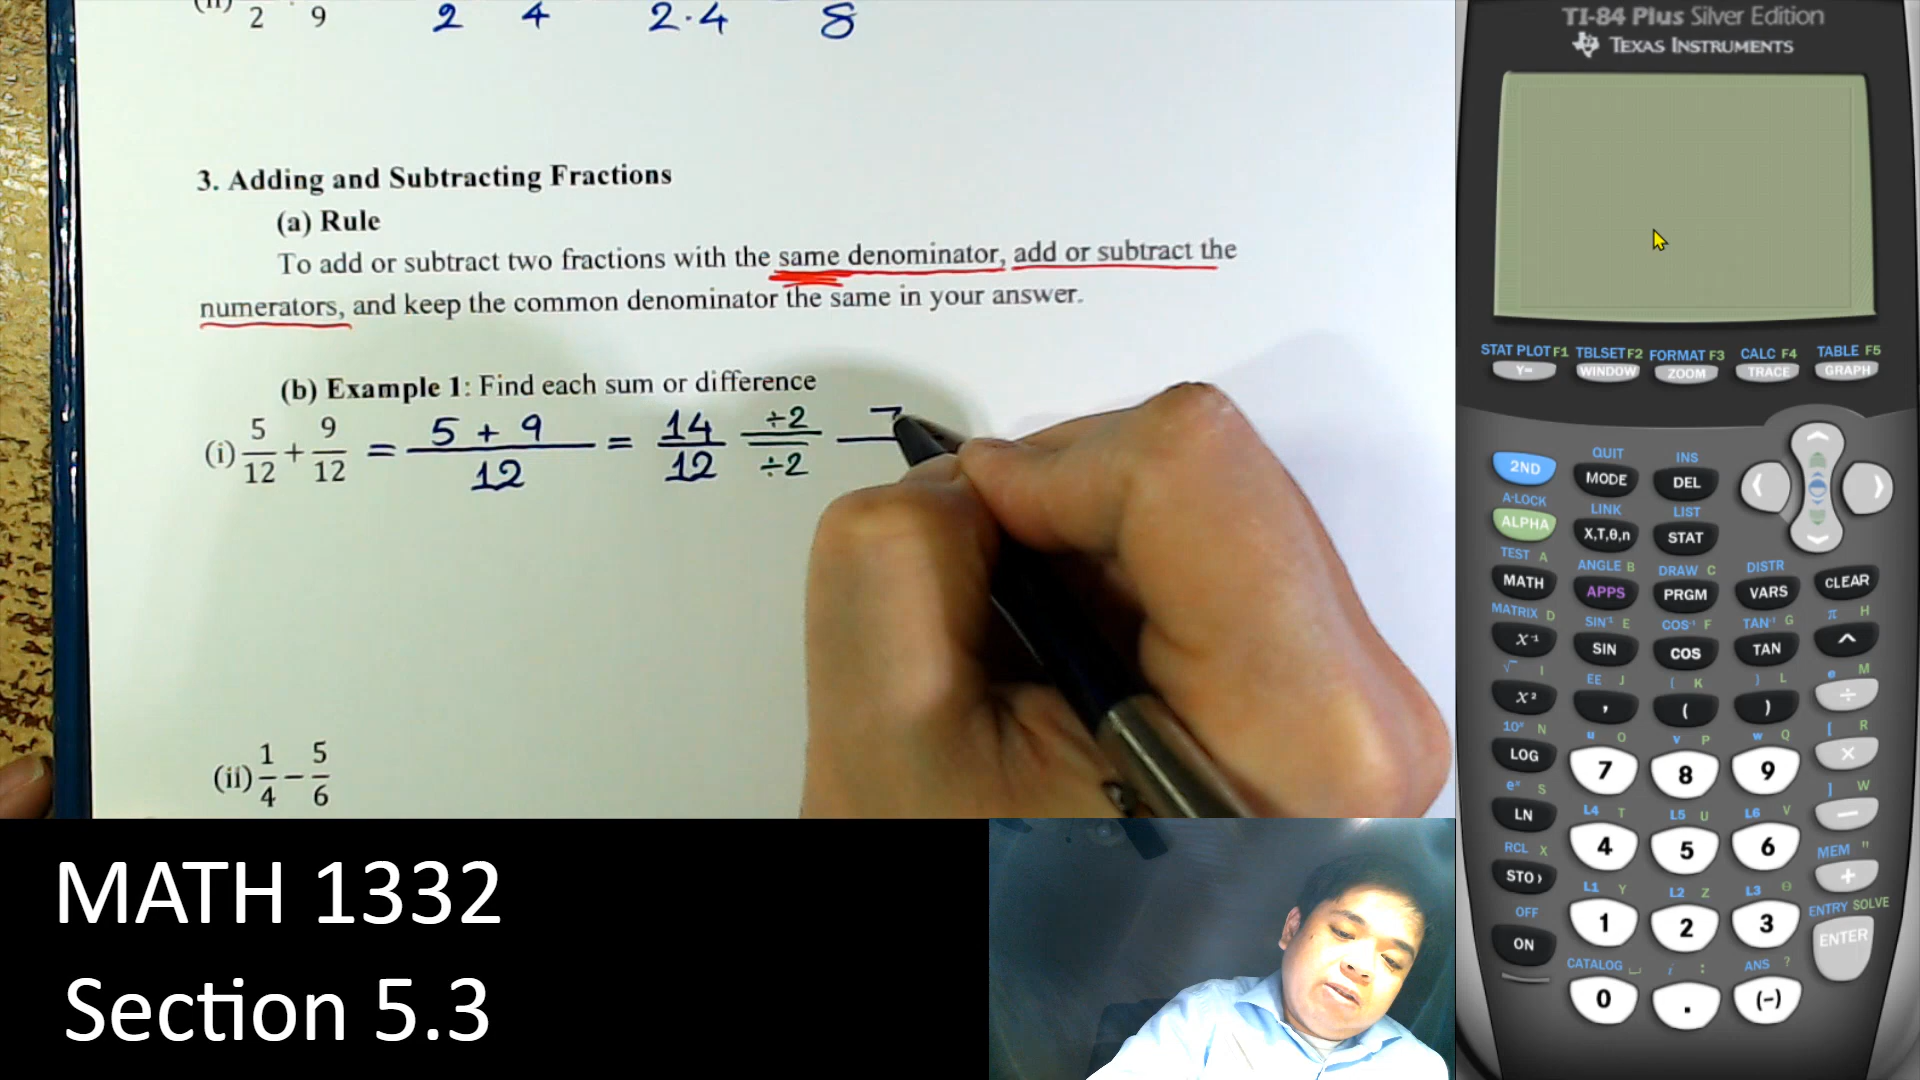 (ii) 2 9 2 4 2·4 8
3. Adding and Subtracting Fractions
(a) Rule
To add or subtract two fractions with the same denominator, add or subtract the
numerators, and keep the common denominator the same in your answer.
(b) Example 1: Find each sum or difference
(i) 5/12 + 9/12 = 5 + 9/12 = 14/12 ÷2/÷2 = 7
(ii) 1/4 − 5/6
MATH 1332
Section 5.3
TI-84 Plus Silver Edition
TEXAS INSTRUMENTS
STAT PLOT F1 TBLSET F2 FORMAT F3 CALC F4 TABLE F5
Y= WINDOW ZOOM TRACE GRAPH
QUIT INS
2ND MODE DEL
A-LOCK LINK LIST
ALPHA X,T,θ,n STAT
TEST A ANGLE B DRAW C DISTR
MATH APPS PRGM VARS CLEAR
MATRIX D SIN⁻¹ E COS⁻¹ F TAN⁻¹ G π H
X⁻¹ SIN COS TAN ^
√ I EE J { K } L e M
X² , ( ) ÷
10ˣ N u O v P w Q [ R
LOG 7 8 9 ×
eˣ S L4 T L5 U L6 V ] W
LN 4 5 6 −
RCL X L1 Y L2 Z L3 θ MEM "
STO› 1 2 3 +
OFF CATALOG ⎵ i : ANS ? ENTRY SOLVE
ON 0 . (−) ENTER